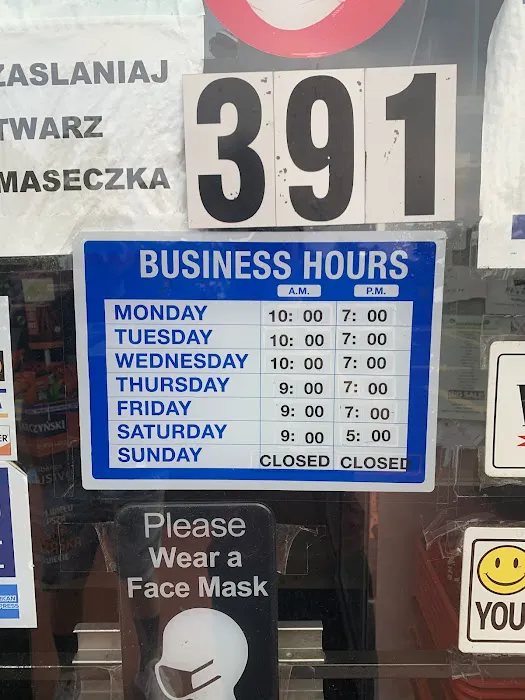 ZASLANIAJ
TWARZ
MASECZKA
391
BUSINESS HOURS
A.M. P.M.
MONDAY 10: 00 7: 00
TUESDAY 10: 00 7: 00
WEDNESDAY 10: 00 7: 00
THURSDAY 9: 00 7: 00
FRIDAY 9: 00 7: 00
SATURDAY 9: 00 5: 00
SUNDAY CLOSED CLOSED
Please
Wear a
Face Mask
YOU